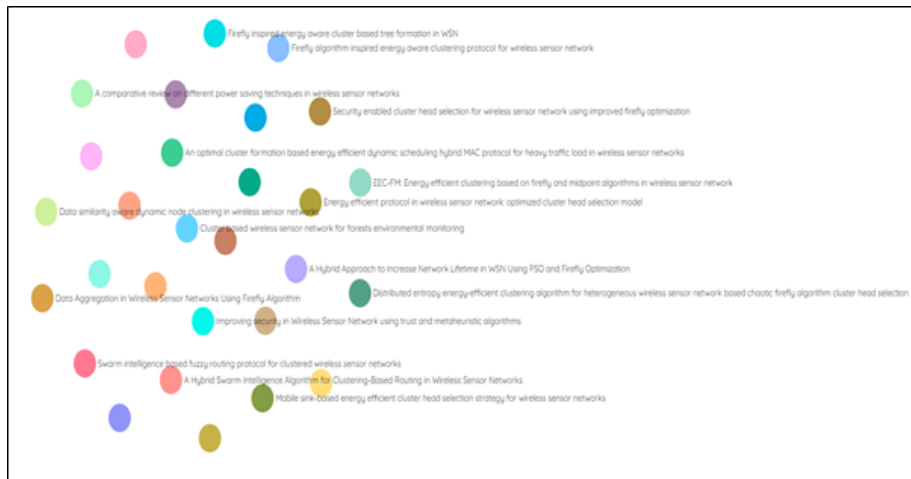 Firefly inspired energy aware cluster based tree formation in WSN
Firefly algorithm inspired energy aware clustering protocol for wireless sensor network
A comparative review on different power saving techniques in wireless sensor networks
Security enabled cluster head selection for wireless sensor network using improved firefly optimization
An optimal cluster formation based energy efficient dynamic scheduling hybrid MAC protocol for heavy traffic load in wireless sensor networks
EEC-FM: Energy efficient clustering based on firefly and midpoint algorithms in wireless sensor network
Energy efficient protocol in wireless sensor network: optimized cluster head selection model
Data similarity aware dynamic node clustering in wireless sensor networks
Cluster based wireless sensor network for forests environmental monitoring
A Hybrid Approach to Increase Network Lifetime in WSN Using PSO and Firefly Optimization
Distributed entropy energy-efficient clustering algorithm for heterogeneous wireless sensor network based chaotic firefly algorithm cluster head selection
Data Aggregation in Wireless Sensor Networks Using Firefly Algorithm
Improving security in Wireless Sensor Network using trust and metaheuristic algorithms
Swarm intelligence based fuzzy routing protocol for clustered wireless sensor networks
A Hybrid Swarm Intelligence Algorithm for Clustering-Based Routing in Wireless Sensor Networks
Mobile sink-based energy efficient cluster head selection strategy for wireless sensor networks